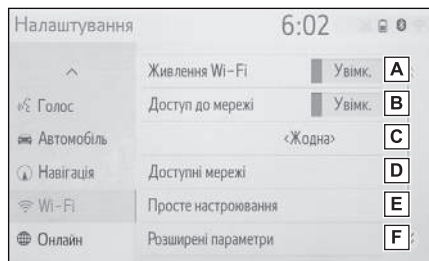 Налаштування 6:02
Живлення Wi-Fi Увімк. A
Голос Доступ до мережі Увімк. B
Автомобіль <Жодна> C
Навігація Доступні мережі D
Wi-Fi Просте настроювання E
Онлайн Розширені параметри F